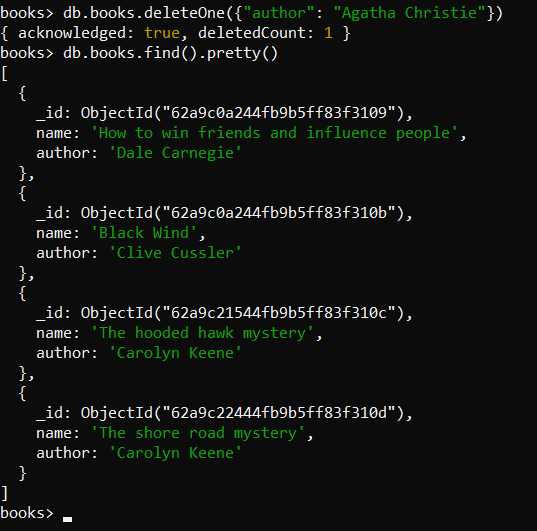 books> db.books.deleteOne({"author": "Agatha Christie"})
{ acknowledged: true, deletedCount: 1 }
books> db.books.find().pretty()
[
  {
    _id: ObjectId("62a9c0a244fb9b5ff83f3109"),
    name: 'How to win friends and influence people',
    author: 'Dale Carnegie'
  },
  {
    _id: ObjectId("62a9c0a244fb9b5ff83f310b"),
    name: 'Black Wind',
    author: 'Clive Cussler'
  },
  {
    _id: ObjectId("62a9c21544fb9b5ff83f310c"),
    name: 'The hooded hawk mystery',
    author: 'Carolyn Keene'
  },
  {
    _id: ObjectId("62a9c22444fb9b5ff83f310d"),
    name: 'The shore road mystery',
    author: 'Carolyn Keene'
  }
]
books>